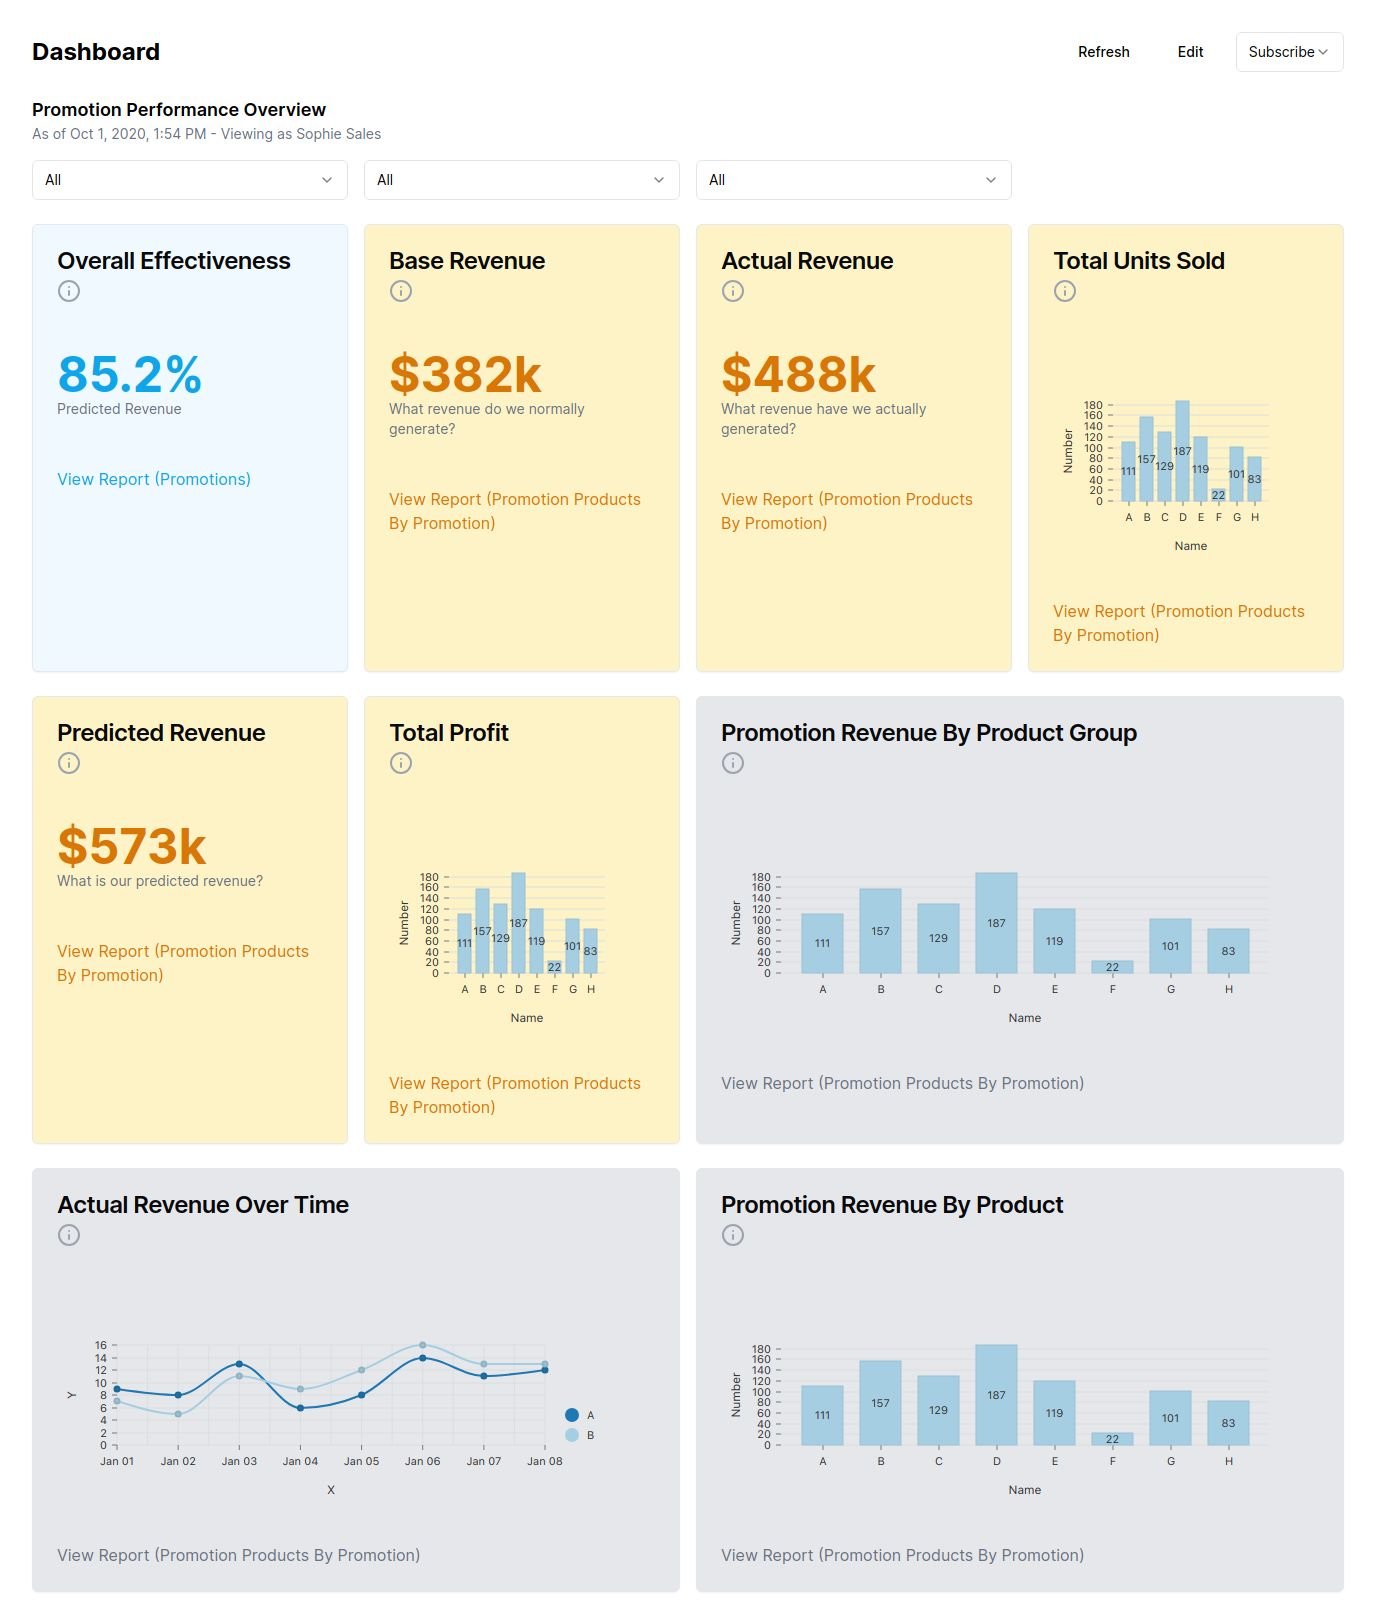 Dashboard
Refresh
Edit
Subscribe
Promotion Performance Overview
As of Oct 1, 2020, 1:54 PM - Viewing as Sophie Sales
All
All
All
Overall Effectiveness
85.2%
Predicted Revenue
View Report (Promotions)
Base Revenue
$382k
What revenue do we normally
generate?
View Report (Promotion Products
By Promotion)
Actual Revenue
$488k
What revenue have we actually
generated?
View Report (Promotion Products
By Promotion)
Total Units Sold
Number
180
160
140
120
100
80
60
40
20
0
111 157 129 187 119 22 101 83
A B C D E F G H
Name
View Report (Promotion Products
By Promotion)
Predicted Revenue
$573k
What is our predicted revenue?
View Report (Promotion Products
By Promotion)
Total Profit
Number
180
160
140
120
100
80
60
40
20
0
111 157 129 187 119 22 101 83
A B C D E F G H
Name
View Report (Promotion Products
By Promotion)
Promotion Revenue By Product Group
Number
180
160
140
120
100
80
60
40
20
0
111 157 129 187 119 22 101 83
A B C D E F G H
Name
View Report (Promotion Products By Promotion)
Actual Revenue Over Time
Y
16
14
12
10
8
6
4
2
0
Jan 01 Jan 02 Jan 03 Jan 04 Jan 05 Jan 06 Jan 07 Jan 08
X
A
B
View Report (Promotion Products By Promotion)
Promotion Revenue By Product
Number
180
160
140
120
100
80
60
40
20
0
111 157 129 187 119 22 101 83
A B C D E F G H
Name
View Report (Promotion Products By Promotion)